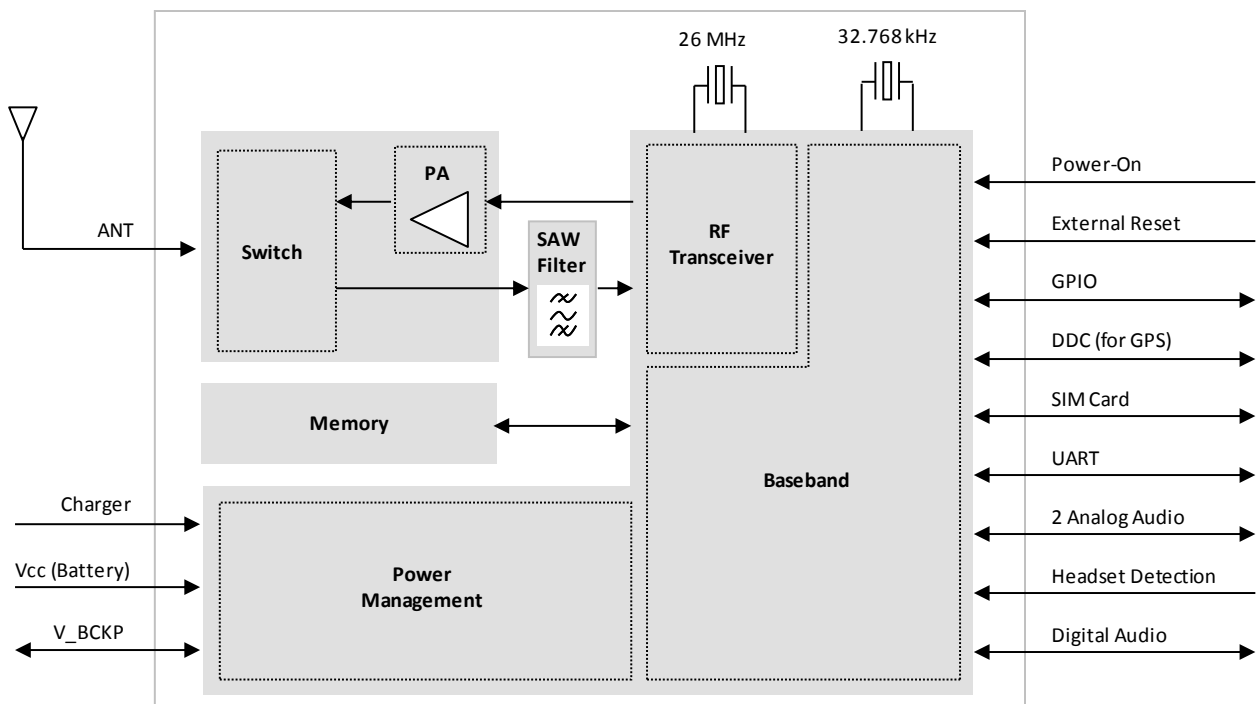 26 MHz
32.768 kHz
ANT
Switch
PA
SAW
Filter
RF
Transceiver
Memory
Baseband
Power
Management
Charger
Vcc (Battery)
V_BCKP
Power-On
External Reset
GPIO
DDC (for GPS)
SIM Card
UART
2 Analog Audio
Headset Detection
Digital Audio